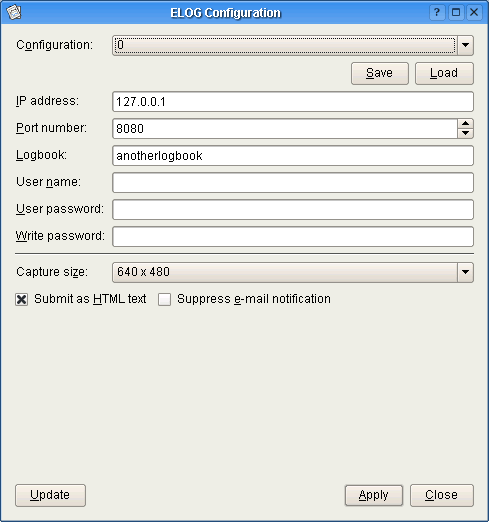 ELOG Configuration
Configuration: 0
Save Load
IP address: 127.0.0.1
Port number: 8080
Logbook: anotherlogbook
User name:
User password:
Write password:
Capture size: 640 x 480
Submit as HTML text Suppress e-mail notification
Update Apply Close